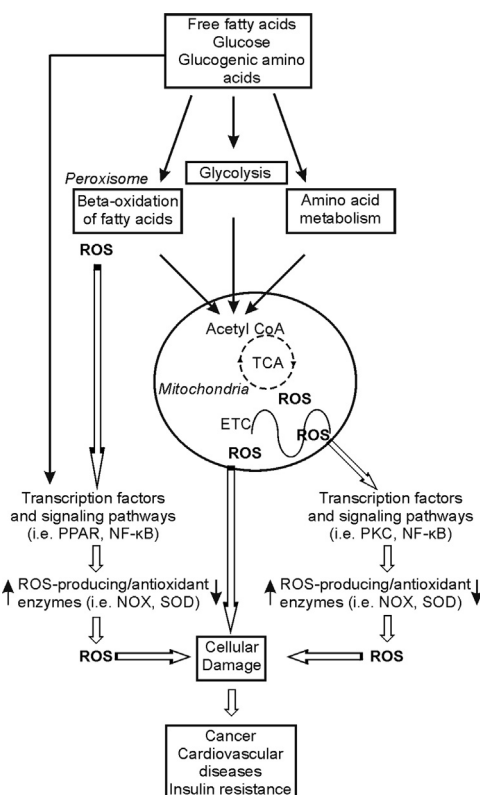 Free fatty acids
Glucose
Glucogenic amino
acids
Glycolysis
Peroxisome
Beta-oxidation
of fatty acids
Amino acid
metabolism
ROS
Acetyl CoA
TCA
Mitochondria
ROS
ETC
ROS
ROS
Transcription factors
and signaling pathways
(i.e. PPAR, NF-κB)
Transcription factors
and signaling pathways
(i.e. PKC, NF-κB)
ROS-producing/antioxidant
enzymes (i.e. NOX, SOD)
ROS-producing/antioxidant
enzymes (i.e. NOX, SOD)
ROS
Cellular
Damage
ROS
Cancer
Cardiovascular
diseases
Insulin resistance